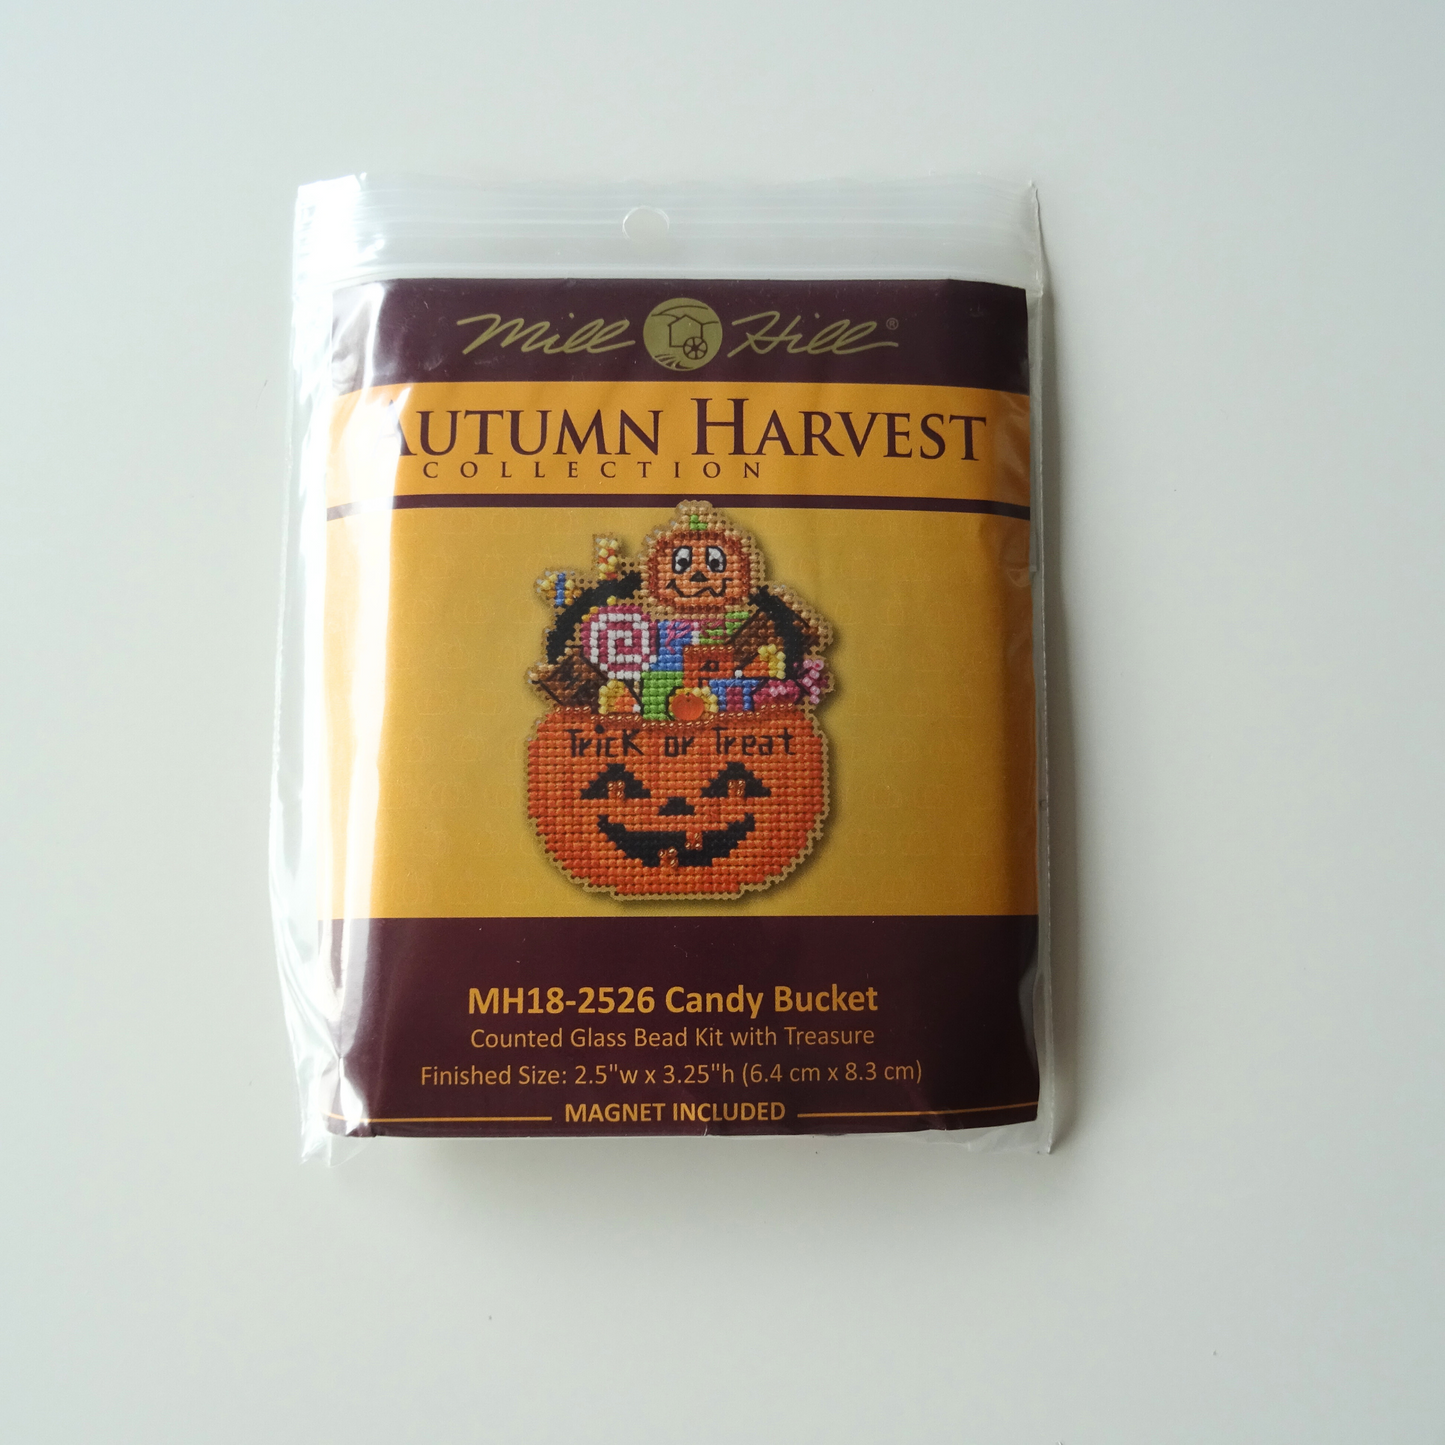 Mill Hill®
AUTUMN HARVEST
COLLECTION
Trick or Treat
MH18-2526 Candy Bucket
Counted Glass Bead Kit with Treasure
Finished Size: 2.5"w x 3.25"h (6.4 cm x 8.3 cm)
MAGNET INCLUDED